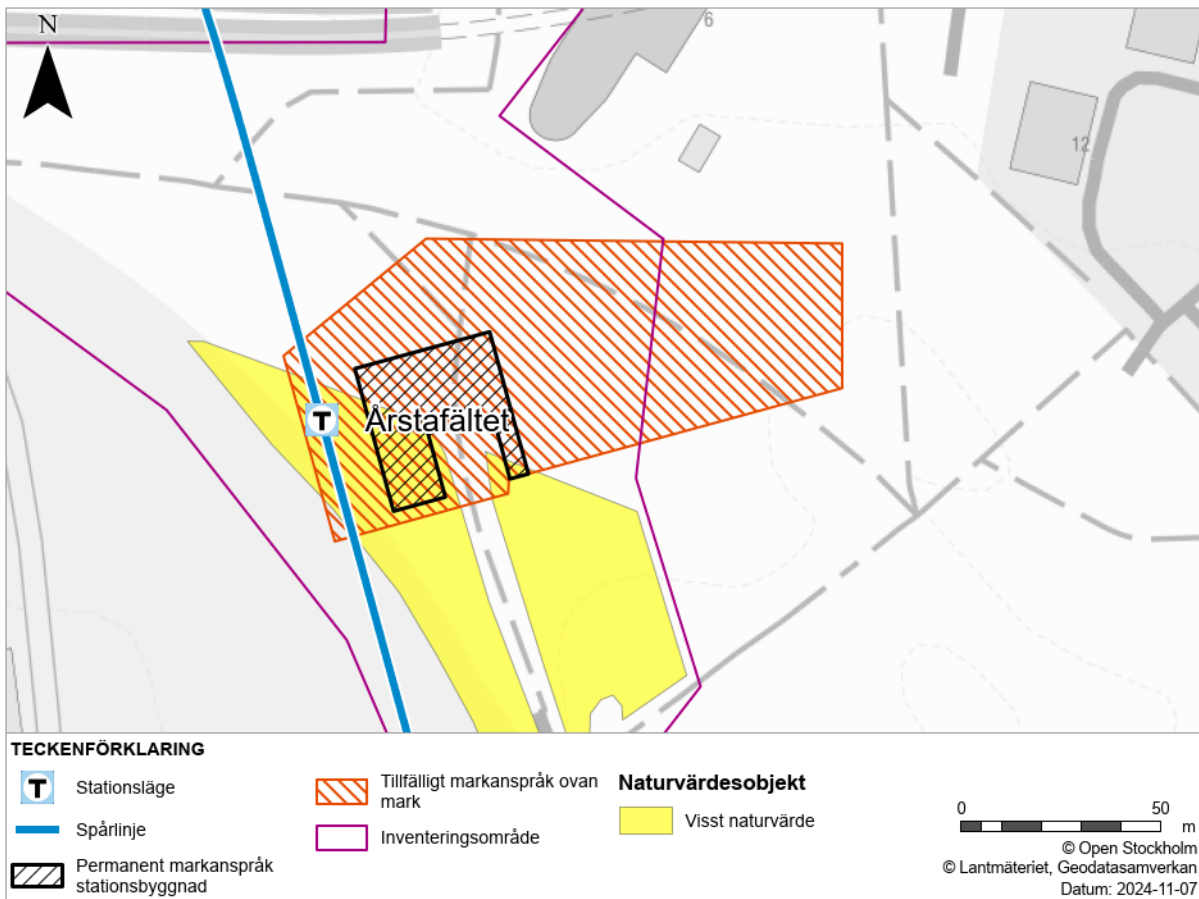 N
6
12
T
Årstafältet
TECKENFÖRKLARING
T
Stationsläge
Spårlinje
Permanent markanspråk
stationsbyggnad
Tillfälligt markanspråk ovan
mark
Inventeringsområde
Naturvärdesobjekt
Visst naturvärde
0 50
m
© Open Stockholm
© Lantmäteriet, Geodatasamverkan
Datum: 2024-11-07